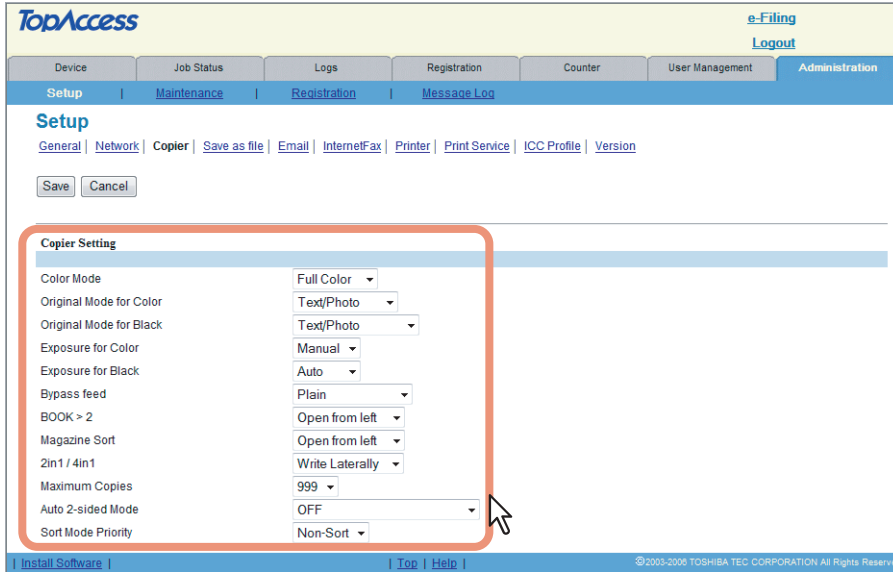 TopAccess
e-Filing
Logout
Device Job Status Logs Registration Counter User Management Administration
Setup | Maintenance | Registration | Message Log
Setup
General | Network | Copier | Save as file | Email | InternetFax | Printer | Print Service | ICC Profile | Version
Save Cancel
Copier Setting
Color Mode Full Color
Original Mode for Color Text/Photo
Original Mode for Black Text/Photo
Exposure for Color Manual
Exposure for Black Auto
Bypass feed Plain
BOOK > 2 Open from left
Magazine Sort Open from left
2in1 / 4in1 Write Laterally
Maximum Copies 999
Auto 2-sided Mode OFF
Sort Mode Priority Non-Sort
| Install Software | | Top | Help | ©2003-2006 TOSHIBA TEC CORPORATION All Rights Reserve